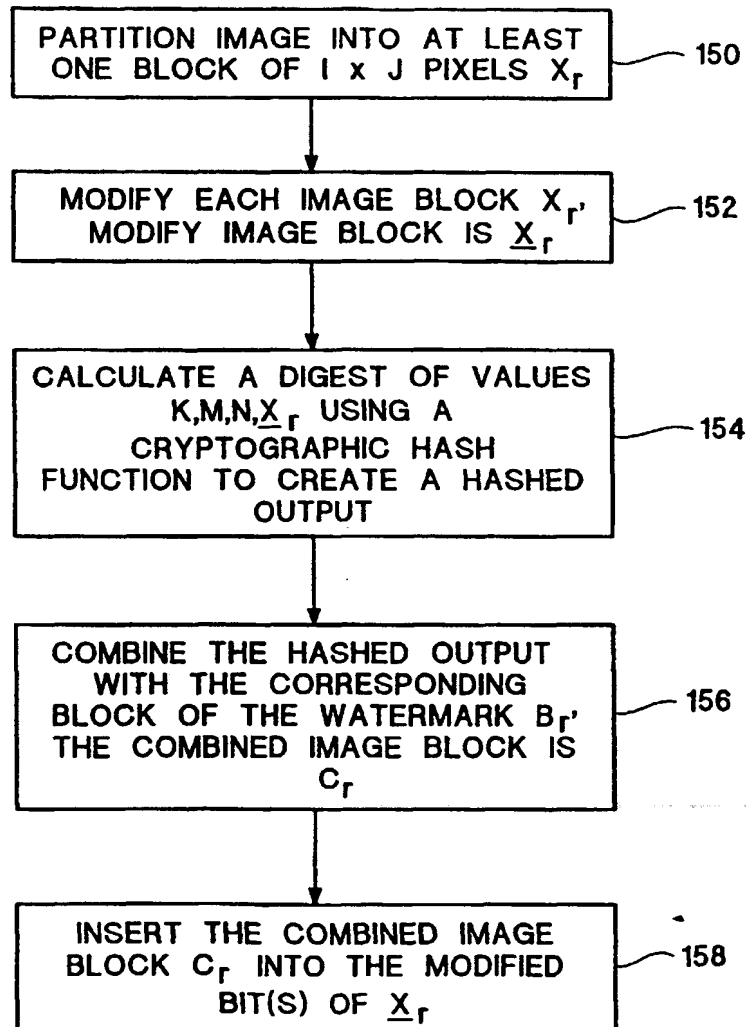 PARTITION IMAGE INTO AT LEAST
ONE BLOCK OF I x J PIXELS Xr
150
MODIFY EACH IMAGE BLOCK Xr,
MODIFY IMAGE BLOCK IS Xr
152
CALCULATE A DIGEST OF VALUES
K,M,N,Xr USING A
CRYPTOGRAPHIC HASH
FUNCTION TO CREATE A HASHED
OUTPUT
154
COMBINE THE HASHED OUTPUT
WITH THE CORRESPONDING
BLOCK OF THE WATERMARK Br,
THE COMBINED IMAGE BLOCK IS
Cr
156
INSERT THE COMBINED IMAGE
BLOCK Cr INTO THE MODIFIED
BIT(S) OF Xr
158